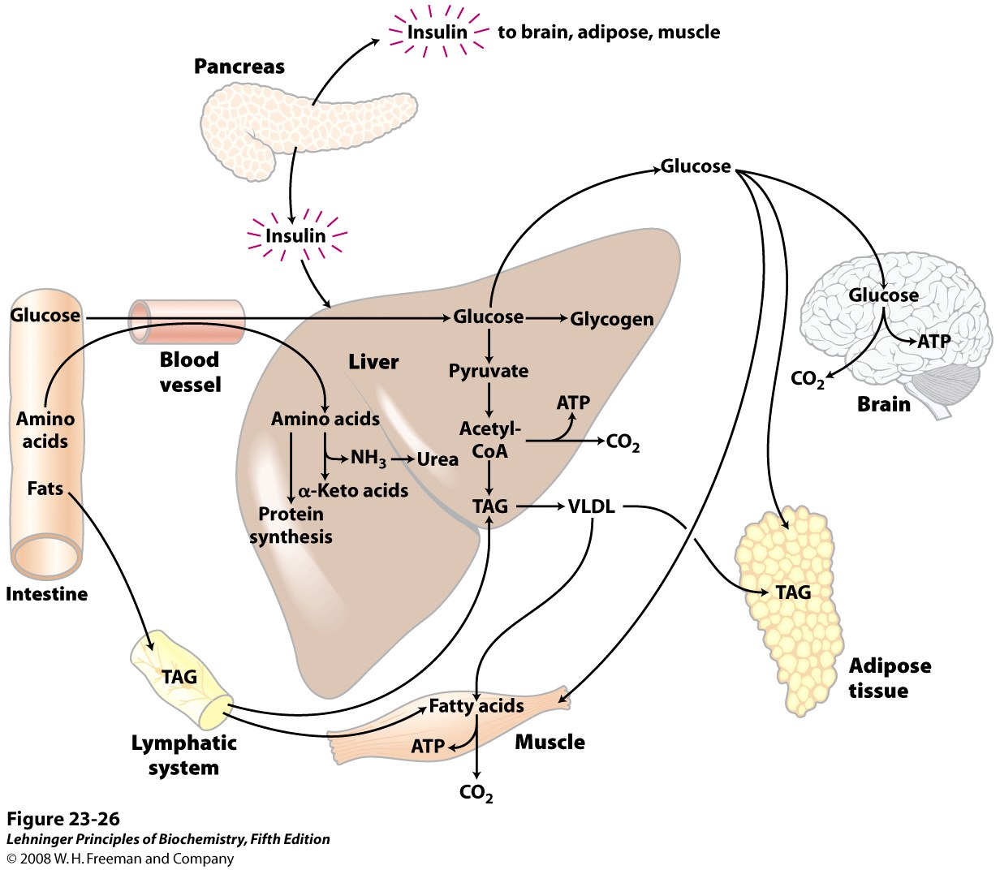 Insulin to brain, adipose, muscle
Pancreas
Glucose
Insulin
Glucose
Glucose
Glucose
Glycogen
ATP
Blood
vessel
Liver
Pyruvate
CO2
Brain
ATP
Amino
acids
Amino acids
Acetyl-
CoA
CO2
NH3
Urea
Fats
α-Keto acids
TAG
VLDL
Protein
synthesis
Intestine
TAG
TAG
Adipose
tissue
Fatty acids
Lymphatic
system
ATP
Muscle
CO2
Figure 23-26
Lehninger Principles of Biochemistry, Fifth Edition
© 2008 W. H. Freeman and Company